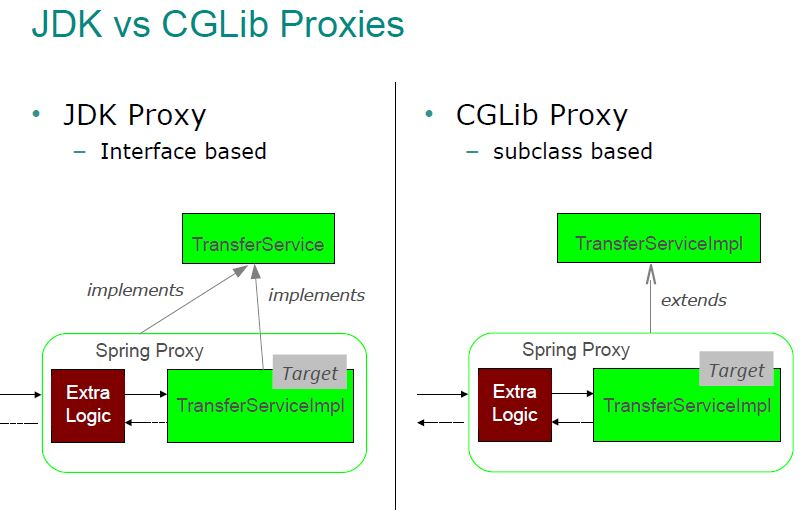 JDK vs CGLib Proxies
• JDK Proxy
– Interface based
TransferService
implements
implements
Spring Proxy
Target
Extra
Logic
TransferServiceImpl
• CGLib Proxy
– subclass based
TransferServiceImpl
extends
Spring Proxy
Target
Extra
Logic
TransferServiceImpl